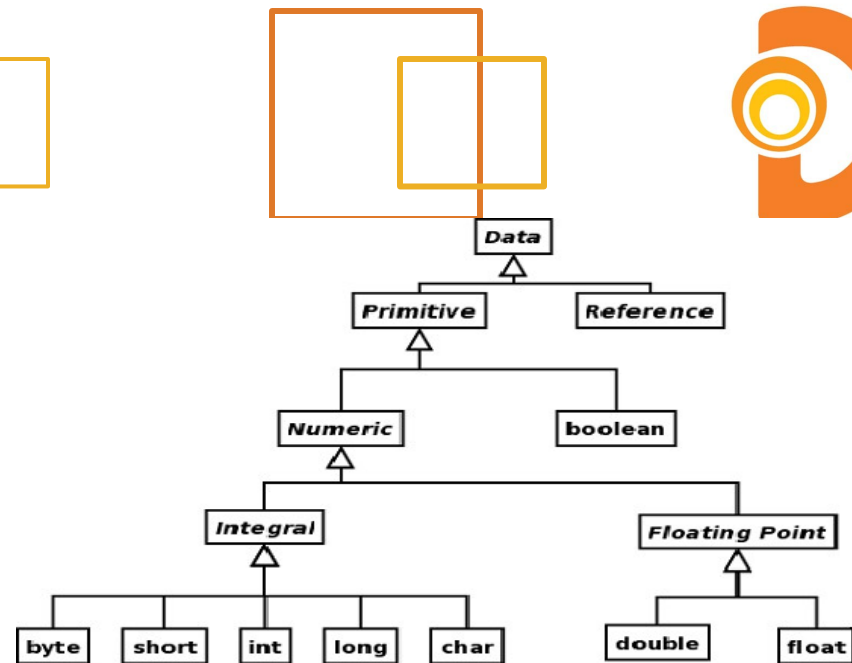 Data
Primitive Reference
Numeric boolean
Integral Floating Point
byte short int long char double float